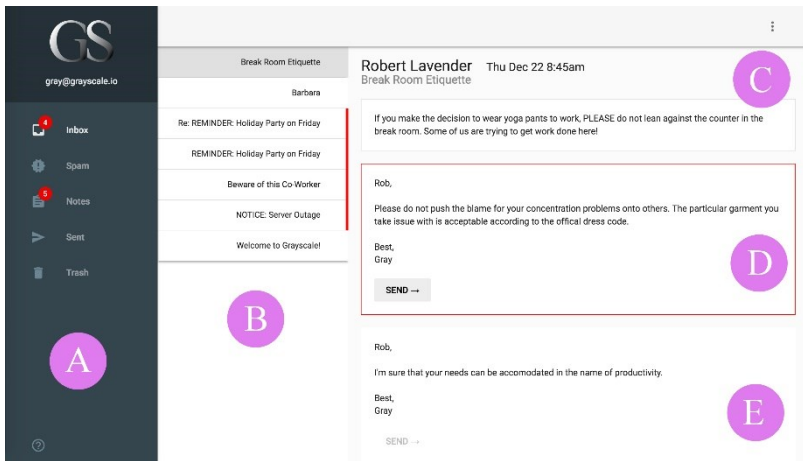 GS
gray@grayscale.io
4
Inbox
Spam
5
Notes
Sent
Trash
A
Break Room Etiquette
Barbara
Re: REMINDER: Holiday Party on Friday
REMINDER: Holiday Party on Friday
Beware of this Co-Worker
NOTICE: Server Outage
Welcome to Grayscale!
B
Robert Lavender Thu Dec 22 8:45am
Break Room Etiquette
C
If you make the decision to wear yoga pants to work, PLEASE do not lean against the counter in the
break room. Some of us are trying to get work done here!
Rob,
Please do not push the blame for your concentration problems onto others. The particular garment you
take issue with is acceptable according to the offical dress code.
Best,
Gray
SEND →
D
Rob,
I'm sure that your needs can be accomodated in the name of productivity.
Best,
Gray
SEND →
E